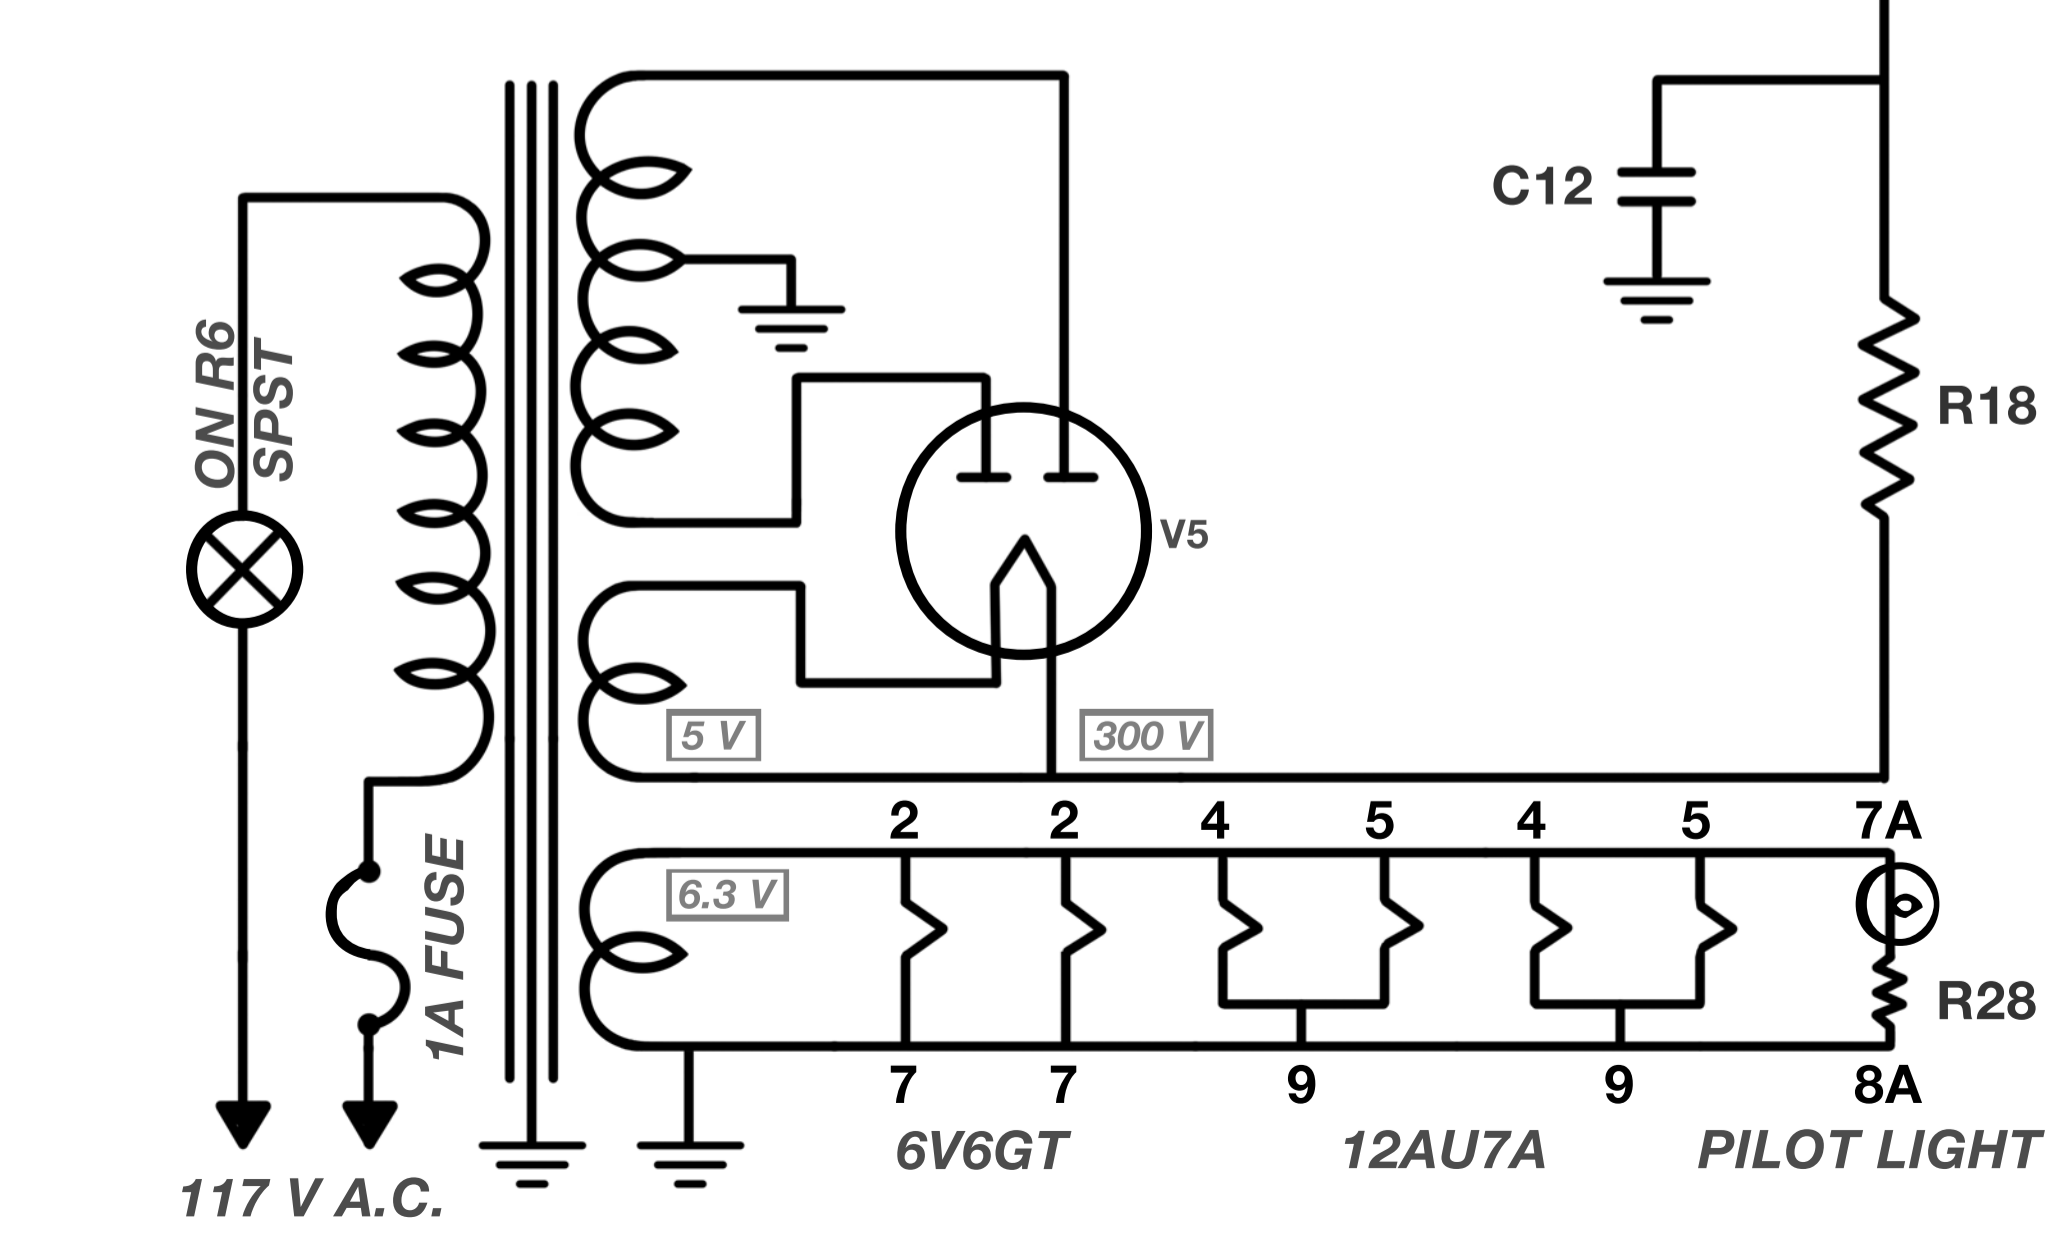 C12
ON R6
SPST
R18
V5
5 V
300 V
2 2 4 5 4 5 7A
6.3 V
1A FUSE
R28
7 7 9 9 8A
6V6GT 12AU7A PILOT LIGHT
117 V A.C.